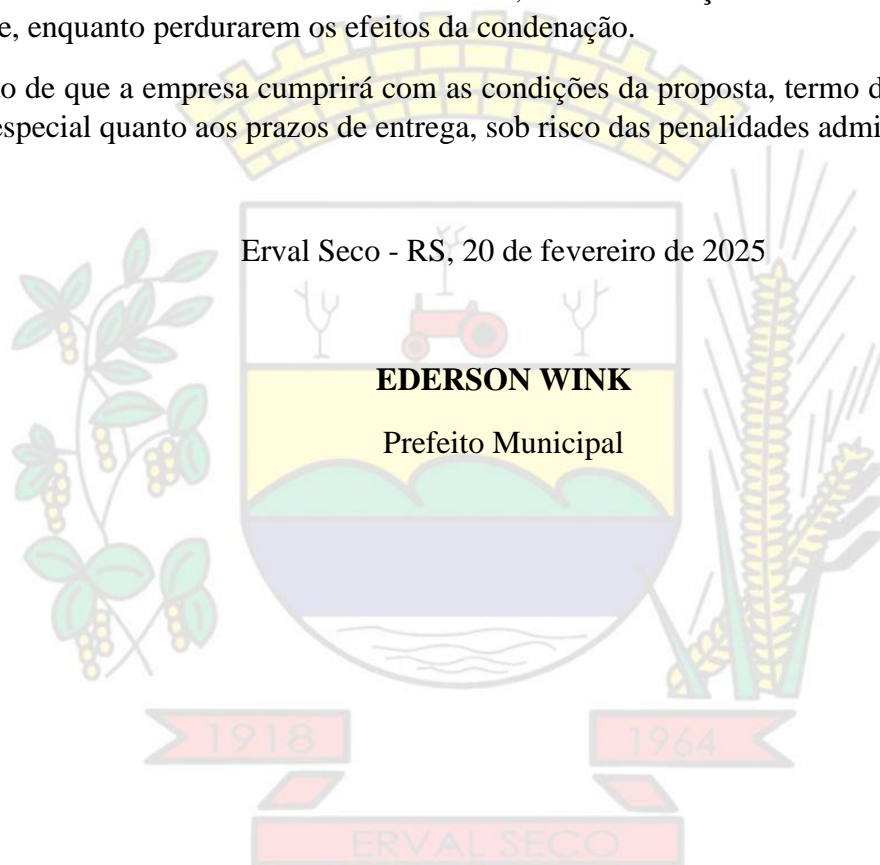 e, enquanto perdurarem os efeitos da condenação.
o de que a empresa cumprirá com as condições da proposta, termo d
especial quanto aos prazos de entrega, sob risco das penalidades admi
Erval Seco - RS, 20 de fevereiro de 2025
EDERSON WINK
Prefeito Municipal
1918
1964
ERVAL SECO